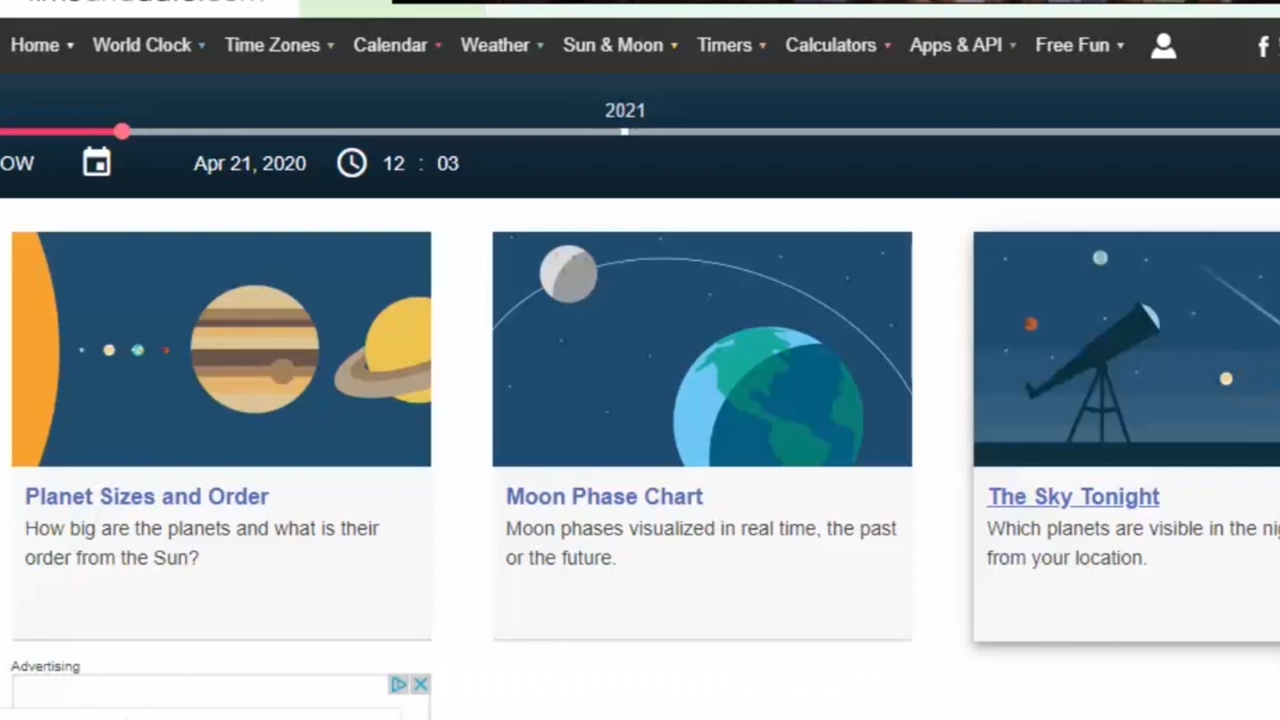 Home World Clock Time Zones Calendar Weather Sun & Moon Timers Calculators Apps & API Free Fun
2021
OW Apr 21, 2020 12 : 03
Planet Sizes and Order
How big are the planets and what is their
order from the Sun?
Moon Phase Chart
Moon phases visualized in real time, the past
or the future.
The Sky Tonight
Which planets are visible in the ni
from your location.
Advertising